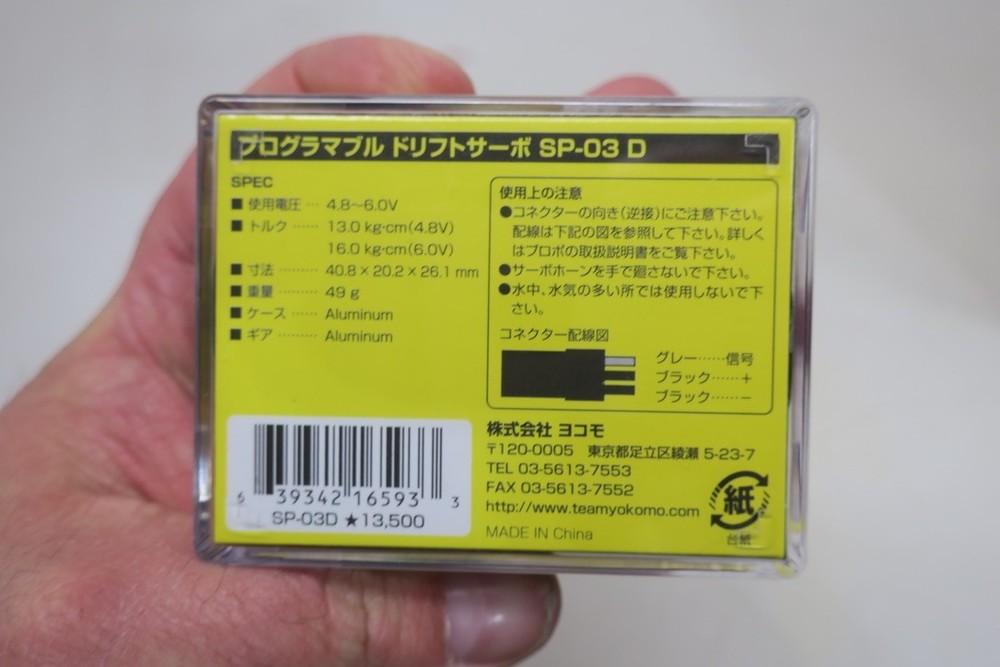 プログラマブル ドリフトサーボ SP-03 D
SPEC
■ 使用電圧 … 4.8～6.0V
■ トルク …… 13.0 kg·cm(4.8V)
16.0 kg·cm(6.0V)
■ 寸法 ……… 40.8 × 20.2 × 26.1 mm
■ 重量 ……… 49 g
■ ケース …… Aluminum
■ ギア ……… Aluminum
使用上の注意
●コネクターの向き(逆接)にご注意下さい。
配線は下記の図を参照して下さい。詳しく
はプロポの取扱説明書をご覧下さい。
●サーボホーンを手で廻さないで下さい。
●水中、水気の多い所では使用しないで下
さい。
コネクター配線図
グレー……信号
ブラック……＋
ブラック……－
6 39342 16593 3
SP-03D ★13,500
株式会社 ヨコモ
〒120-0005 東京都足立区綾瀬 5-23-7
TEL 03-5613-7553
FAX 03-5613-7552
http://www.teamyokomo.com
MADE IN China
紙
台紙